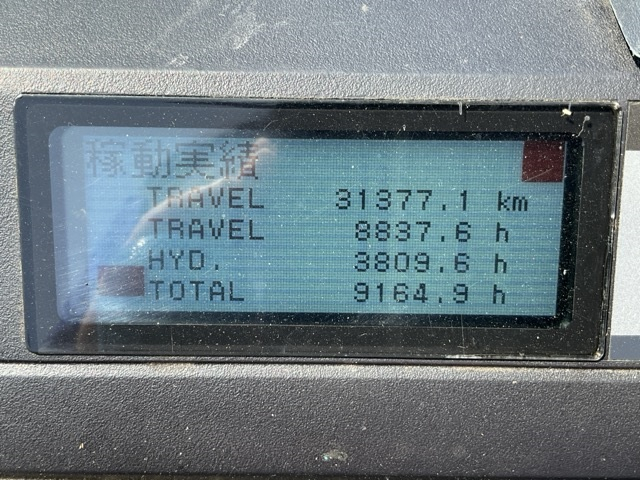 稼動実績
TRAVEL 31377.1 km
TRAVEL 8837.6 h
HYD. 3809.6 h
TOTAL 9164.9 h